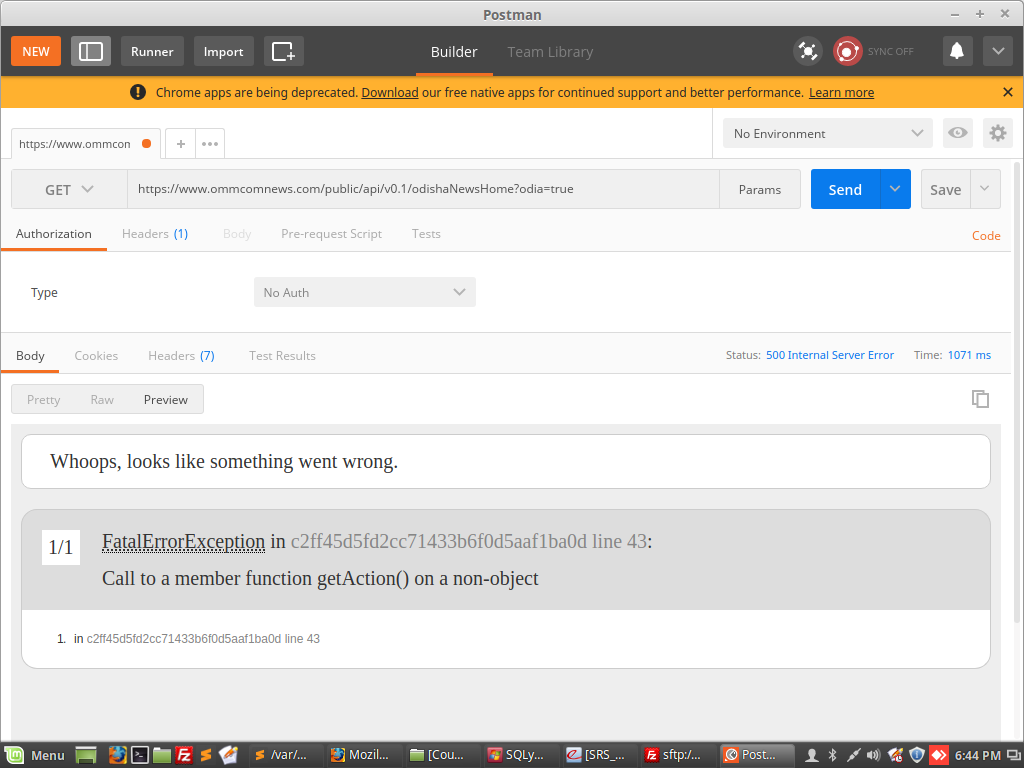 Postman
NEW Runner Import Builder Team Library SYNC OFF
Chrome apps are being deprecated. Download our free native apps for continued support and better performance. Learn more
https://www.ommcon No Environment
GET https://www.ommcomnews.com/public/api/v0.1/odishaNewsHome?odia=true Params Send Save
Authorization Headers (1) Body Pre-request Script Tests Code
Type No Auth
Body Cookies Headers (7) Test Results Status: 500 Internal Server Error Time: 1071 ms
Pretty Raw Preview
Whoops, looks like something went wrong.
1/1 FatalErrorException in c2ff45d5fd2cc71433b6f0d5aaf1ba0d line 43:
Call to a member function getAction() on a non-object
1. in c2ff45d5fd2cc71433b6f0d5aaf1ba0d line 43
Menu /var/... Mozil... [Cou... SQLy... [SRS_... sftp:/... Post... 6:44 PM